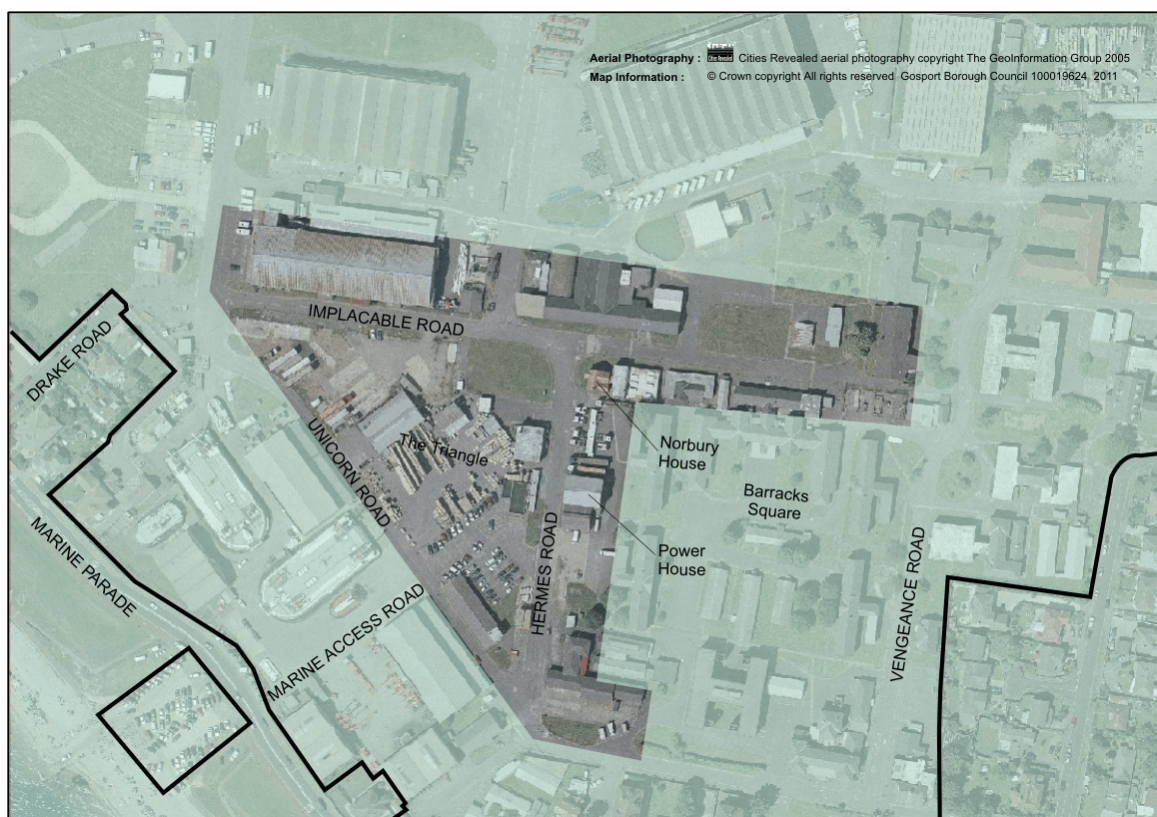 Aerial Photography : Cities Revealed aerial photography copyright The GeoInformation Group 2005
Map Information : © Crown copyright All rights reserved Gosport Borough Council 100019624 2011
IMPLACABLE ROAD
DRAKE ROAD
UNICORN ROAD
The Triangle
Norbury
House
Barracks
Square
MARINE PARADE
Power
House
HERMES ROAD
VENGEANCE ROAD
MARINE ACCESS ROAD